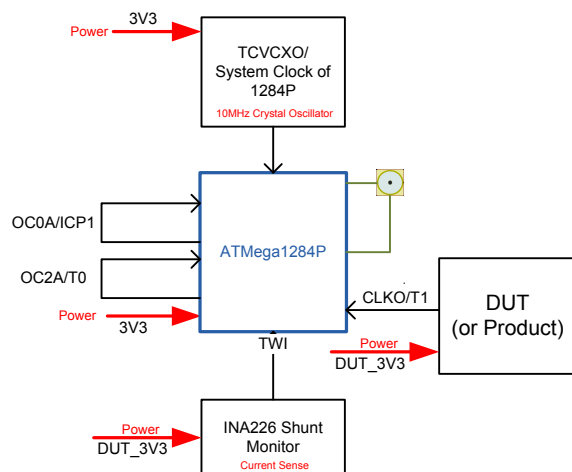 3V3
Power
TCVCXO/
System Clock of
1284P
10MHz Crystal Oscillator
OC0A/ICP1
ATMega1284P
OC2A/T0
Power
3V3
CLKO/T1
DUT
(or Product)
TWI
Power
DUT_3V3
INA226 Shunt
Monitor
Current Sense
Power
DUT_3V3